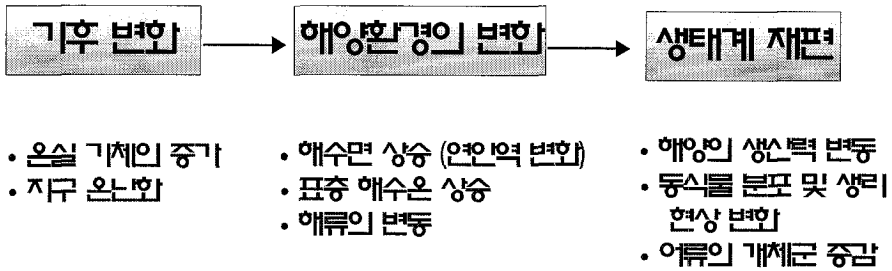 기후 변화
해양환경의 변화
생태계 재편
• 온실 기체의 증가
• 지구 온난화
• 해수면 상승 (연안역 변화)
• 표층 해수온 상승
• 해류의 변동
• 해양의 생산력 변동
• 동식물 분포 및 생리
현상 변화
• 어류의 개체군 증감